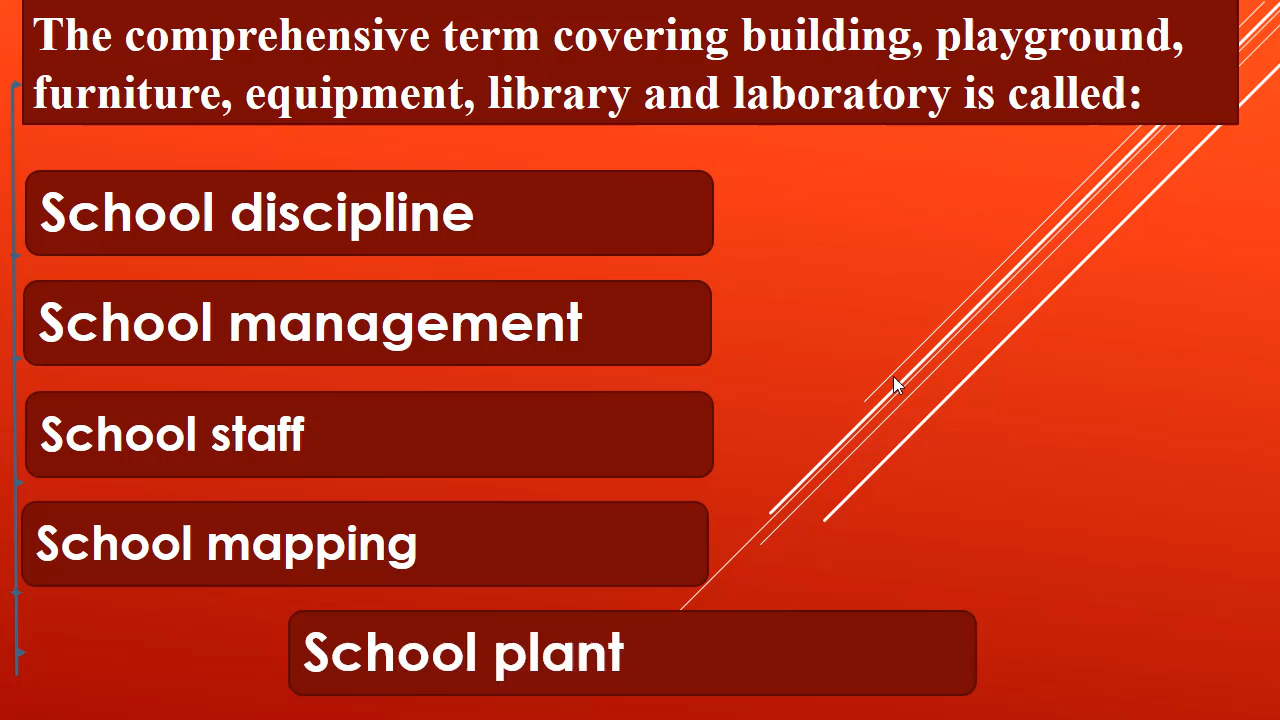 The comprehensive term covering building, playground,
furniture, equipment, library and laboratory is called:
School discipline
School management
School staff
School mapping
School plant